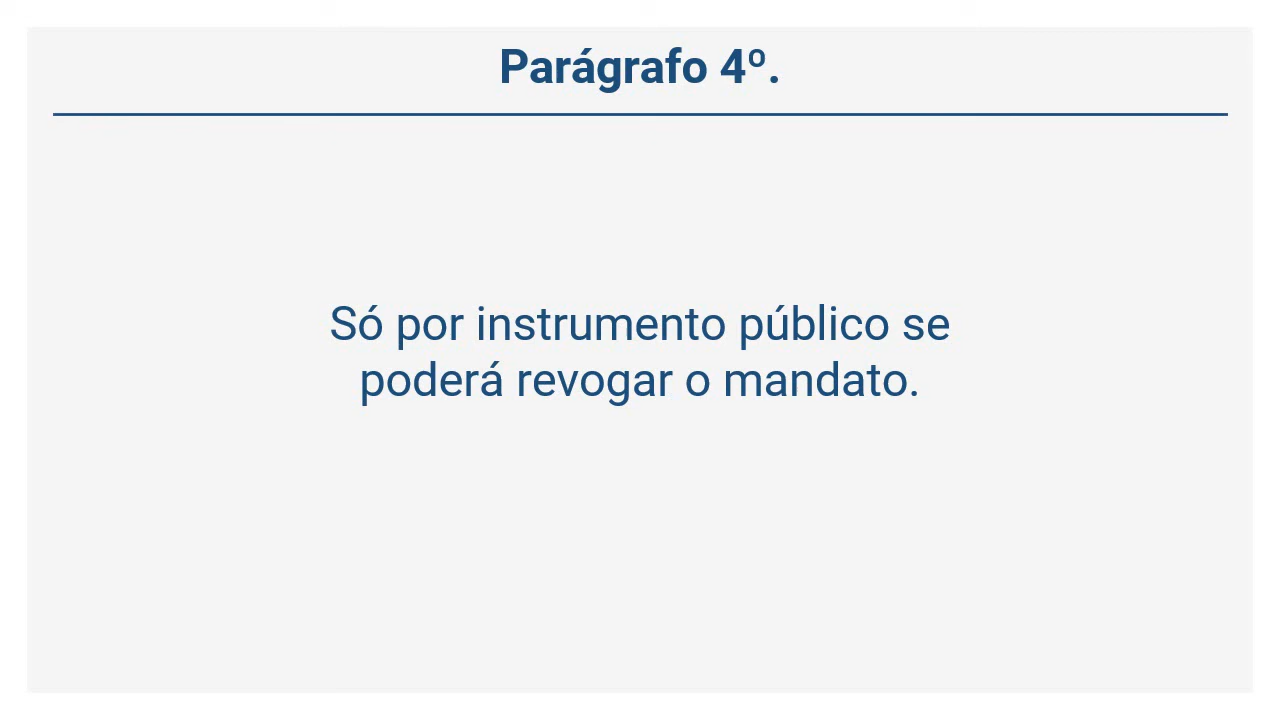 Parágrafo 4º.
Só por instrumento público se
poderá revogar o mandato.